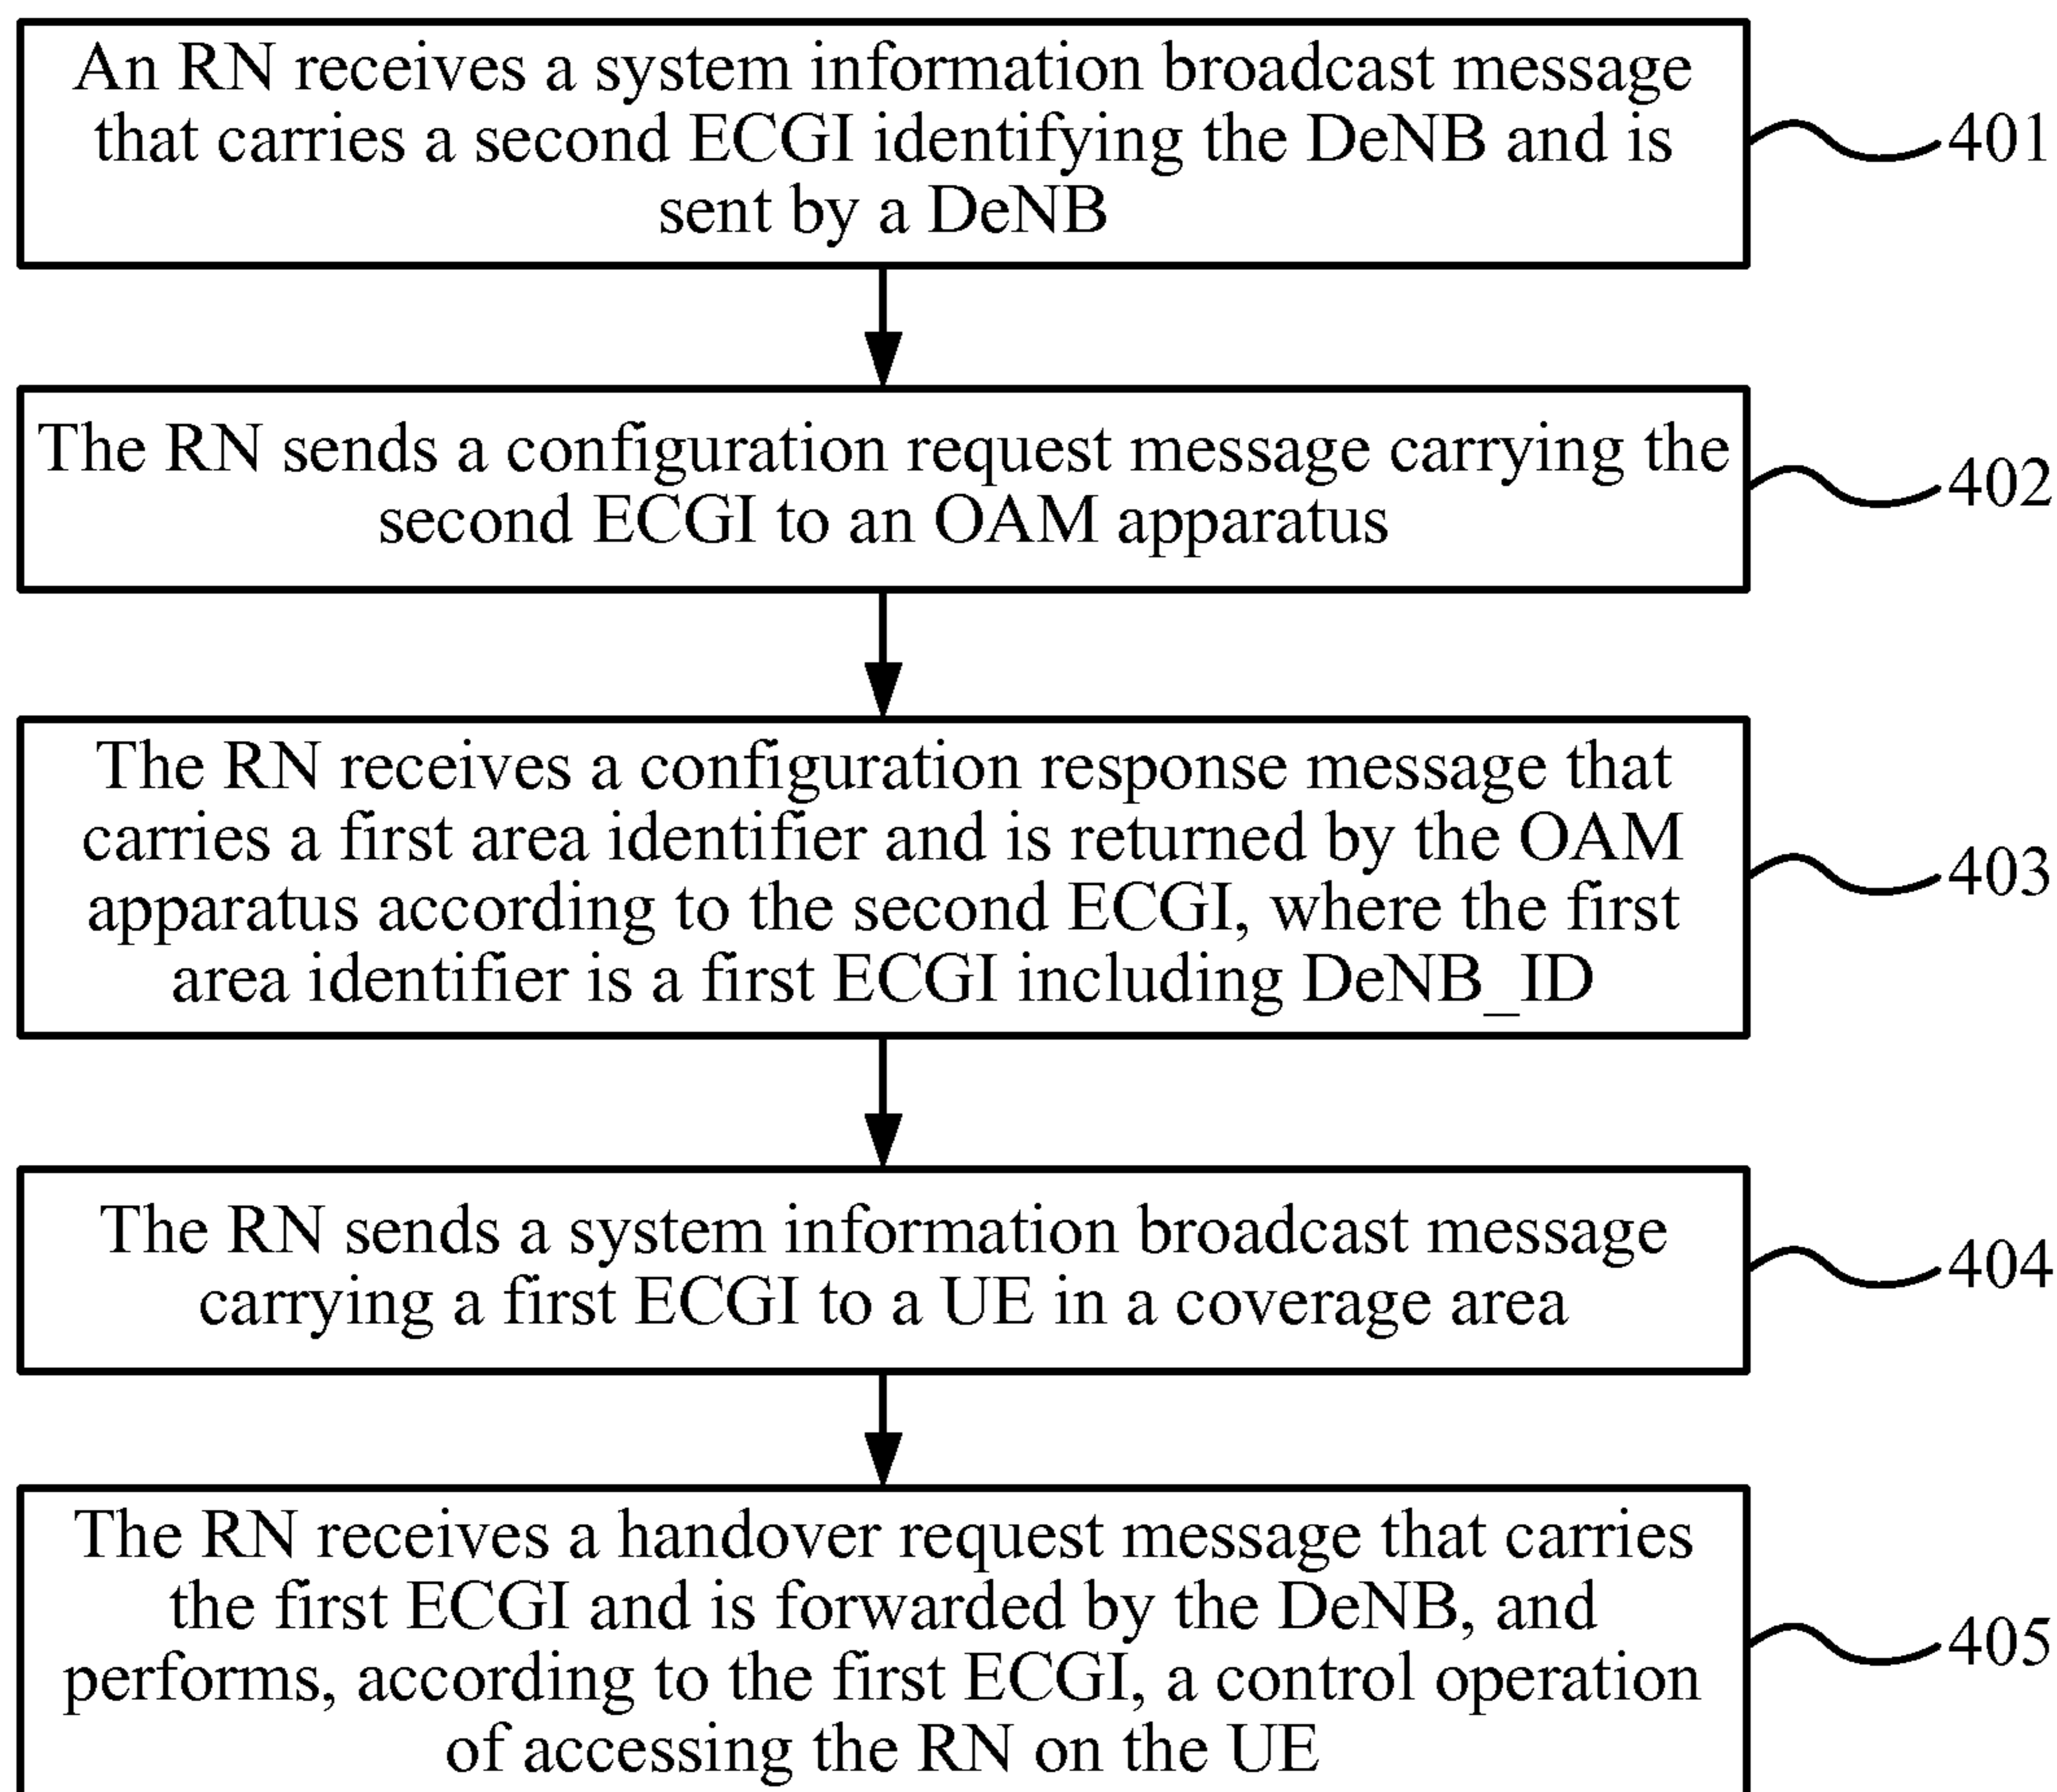 An RN receives a system information broadcast message
that carries a second ECGI identifying the DeNB and is
sent by a DeNB
401
The RN sends a configuration request message carrying the
second ECGI to an OAM apparatus
402
The RN receives a configuration response message that
carries a first area identifier and is returned by the OAM
apparatus according to the second ECGI, where the first
area identifier is a first ECGI including DeNB_ID
403
The RN sends a system information broadcast message
carrying a first ECGI to a UE in a coverage area
404
The RN receives a handover request message that carries
the first ECGI and is forwarded by the DeNB, and
performs, according to the first ECGI, a control operation
of accessing the RN on the UE
405